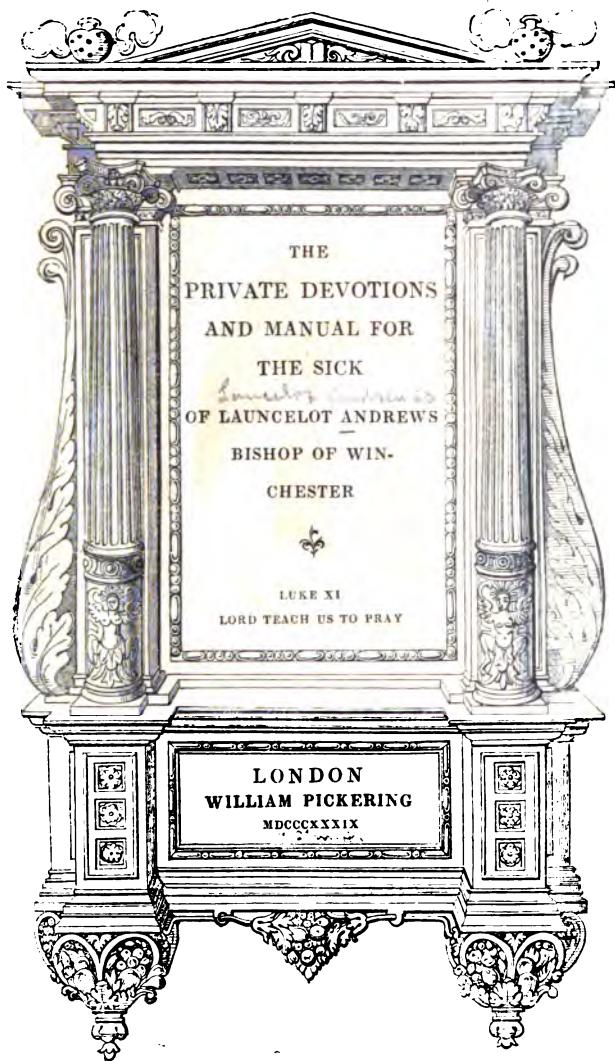 THE
PRIVATE DEVOTIONS
AND MANUAL FOR
THE SICK
Launcelot
OF LAUNCELOT ANDREWS
BISHOP OF WIN-
CHESTER
LUKE XI
LORD TEACH US TO PRAY
LONDON
WILLIAM PICKERING
MDCCCXXXIX